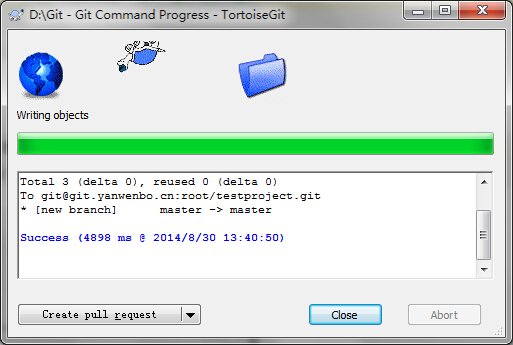 D:\Git - Git Command Progress - TortoiseGit
Writing objects
Total 3 (delta 0), reused 0 (delta 0)
To git@git.yanwenbo.cn:root/testproject.git
* [new branch]      master -> master
Success (4898 ms @ 2014/8/30 13:40:50)
Create pull request
Close
Abort